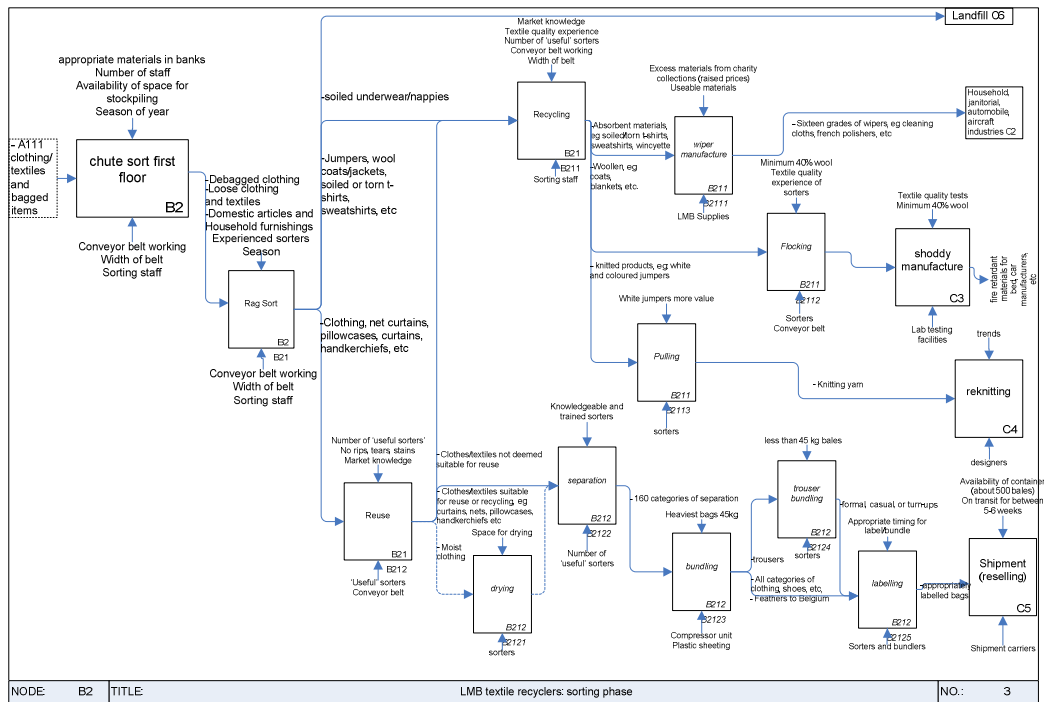 Landfill C6
appropriate materials in banks
Number of staff
Availability of space for
stockpiling
Season of year
- A111
clothing/
textiles
and
bagged
items
chute sort first
floor
B2
Conveyor belt working
Width of belt
Sorting staff
-Debagged clothing
-Loose clothing
and textiles
-Domestic articles and
Household furnishings
Experienced sorters
Season
Rag Sort
B2
B21
Conveyor belt working
Width of belt
Sorting staff
-soiled underwear/nappies
-Jumpers, wool
coats/jackets,
soiled or torn t-
shirts,
sweatshirts, etc
-Clothing, net curtains,
pillowcases, curtains,
handkerchiefs, etc
Market knowledge
Textile quality experience
Number of 'useful' sorters
Conveyor belt working
Width of belt
Recycling
B21
B211
Sorting staff
-Absorbent materials,
eg soiled/torn t-shirts,
sweatshirts, wincyette
-Woollen, eg
coats,
blankets, etc.
- knitted products, eg; white
and coloured jumpers
Excess materials from charity
collections (raised prices)
Useable materials
wiper
manufacture
B211
B2111
LMB Supplies
- Sixteen grades of wipers, eg cleaning
cloths, french polishers, etc
Household,
janitorial,
automobile,
aircraft
industries C2
Minimum 40% wool
Textile quality
experience of
sorters
Flocking
B211
B2112
Sorters
Conveyor belt
Textile quality tests
Minimum 40% wool
shoddy
manufacture
C3
Lab testing
facilities
fire retardant
materials for
bed, car
manufacturers,
etc
White jumpers more value
Pulling
B211
B2113
sorters
- Knitting yarn
trends
reknitting
C4
designers
Number of 'useful sorters'
No rips, tears, stains
Market knowledge
Reuse
B21
B212
'Useful' sorters
Conveyor belt
-Clothes/textiles not deemed
suitable for reuse
-Clothes/textiles suitable
for reuse or recycling, eg
curtains, nets, pillowcases,
handkerchiefs etc
- Moist
clothing
Space for drying
drying
B212
B2121
sorters
Knowledgeable and
trained sorters
separation
B212
B2122
Number of
'useful' sorters
- 160 categories of separation
Heaviest bags 45kg
bundling
B212
B2123
Compressor unit
Plastic sheeting
-trousers
- All categories of
clothing, shoes, etc,
- Feathers to Belgium
less than 45 kg bales
trouser
bundling
B212
B2124
sorters
-formal, casual, or turn-ups
Appropriate timing for
label/bundle
labelling
B212
B2125
Sorters and bundlers
-appropriately
labelled bags
Availability of container
(about 500 bales)
On transit for between
5-6 weeks
Shipment
(reselling)
C5
Shipment carriers
NODE: B2 TITLE: LMB textile recyclers: sorting phase NO.: 3